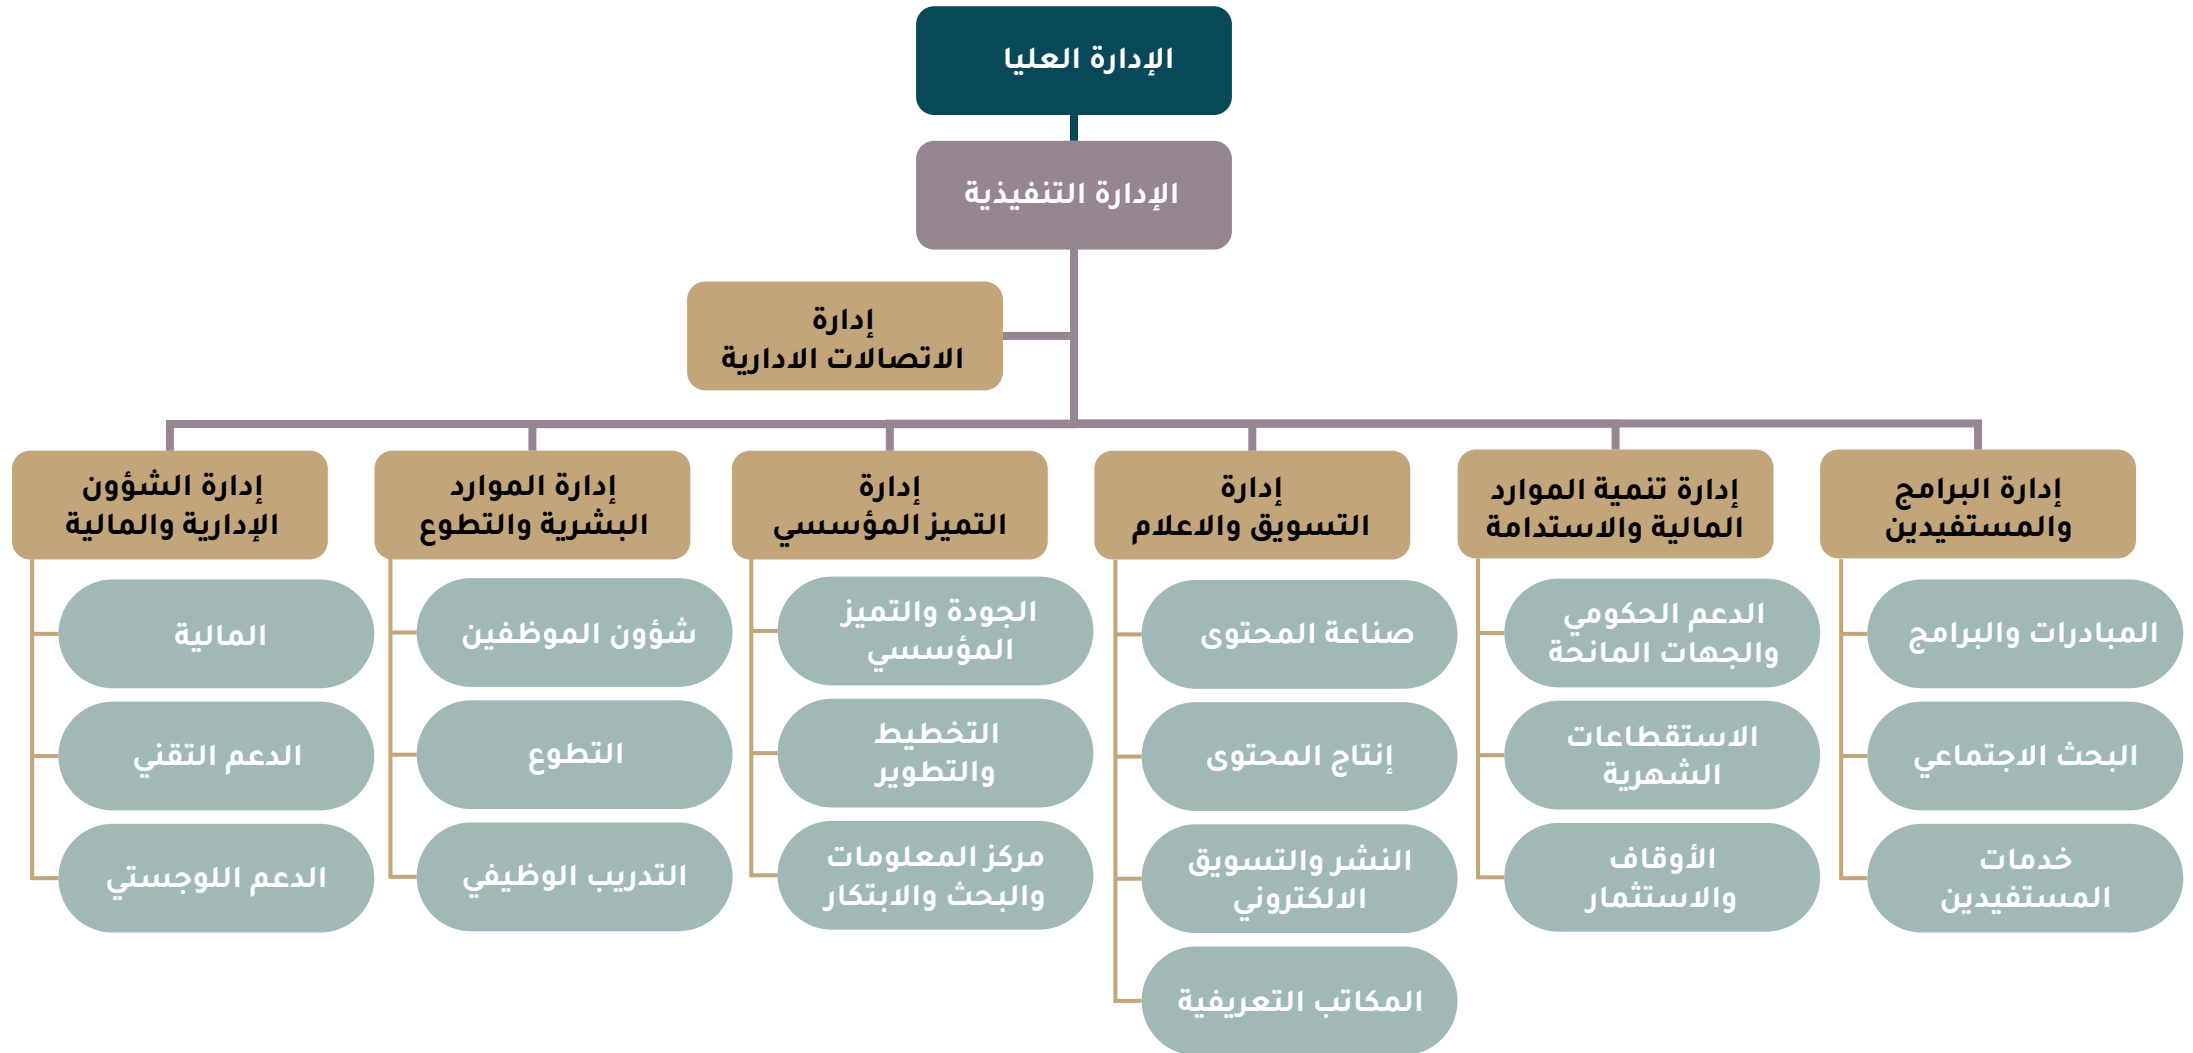 الإدارة العليا
الإدارة التنفيذية
إدارة
الاتصالات الادارية
إدارة البرامج
والمستفيدين
المبادرات والبرامج
البحث الاجتماعي
خدمات
المستفيدين
إدارة تنمية الموارد
المالية والاستدامة
الدعم الحكومي
والجهات المانحة
الاستقطاعات
الشهرية
الأوقاف
والاستثمار
إدارة
التسويق والاعلام
صناعة المحتوى
إنتاج المحتوى
النشر والتسويق
الالكتروني
المكاتب التعريفية
إدارة
التميز المؤسسي
الجودة والتميز
المؤسسي
التخطيط
والتطوير
مركز المعلومات
والبحث والابتكار
إدارة الموارد
البشرية والتطوع
شؤون الموظفين
التطوع
التدريب الوظيفي
إدارة الشؤون
الإدارية والمالية
المالية
الدعم التقني
الدعم اللوجستي